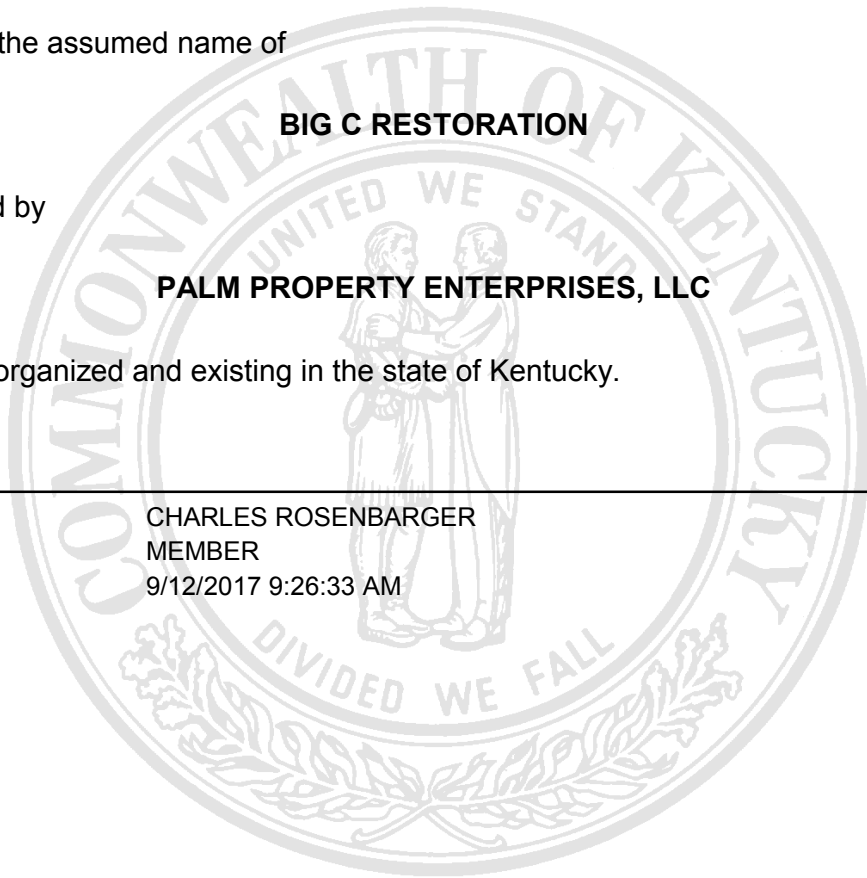 the assumed name of
BIG C RESTORATION
d by
PALM PROPERTY ENTERPRISES, LLC
organized and existing in the state of Kentucky.
CHARLES ROSENBARGER
MEMBER
9/12/2017 9:26:33 AM
COMMONWEALTH OF KENTUCKY
UNITED WE STAND
DIVIDED WE FALL